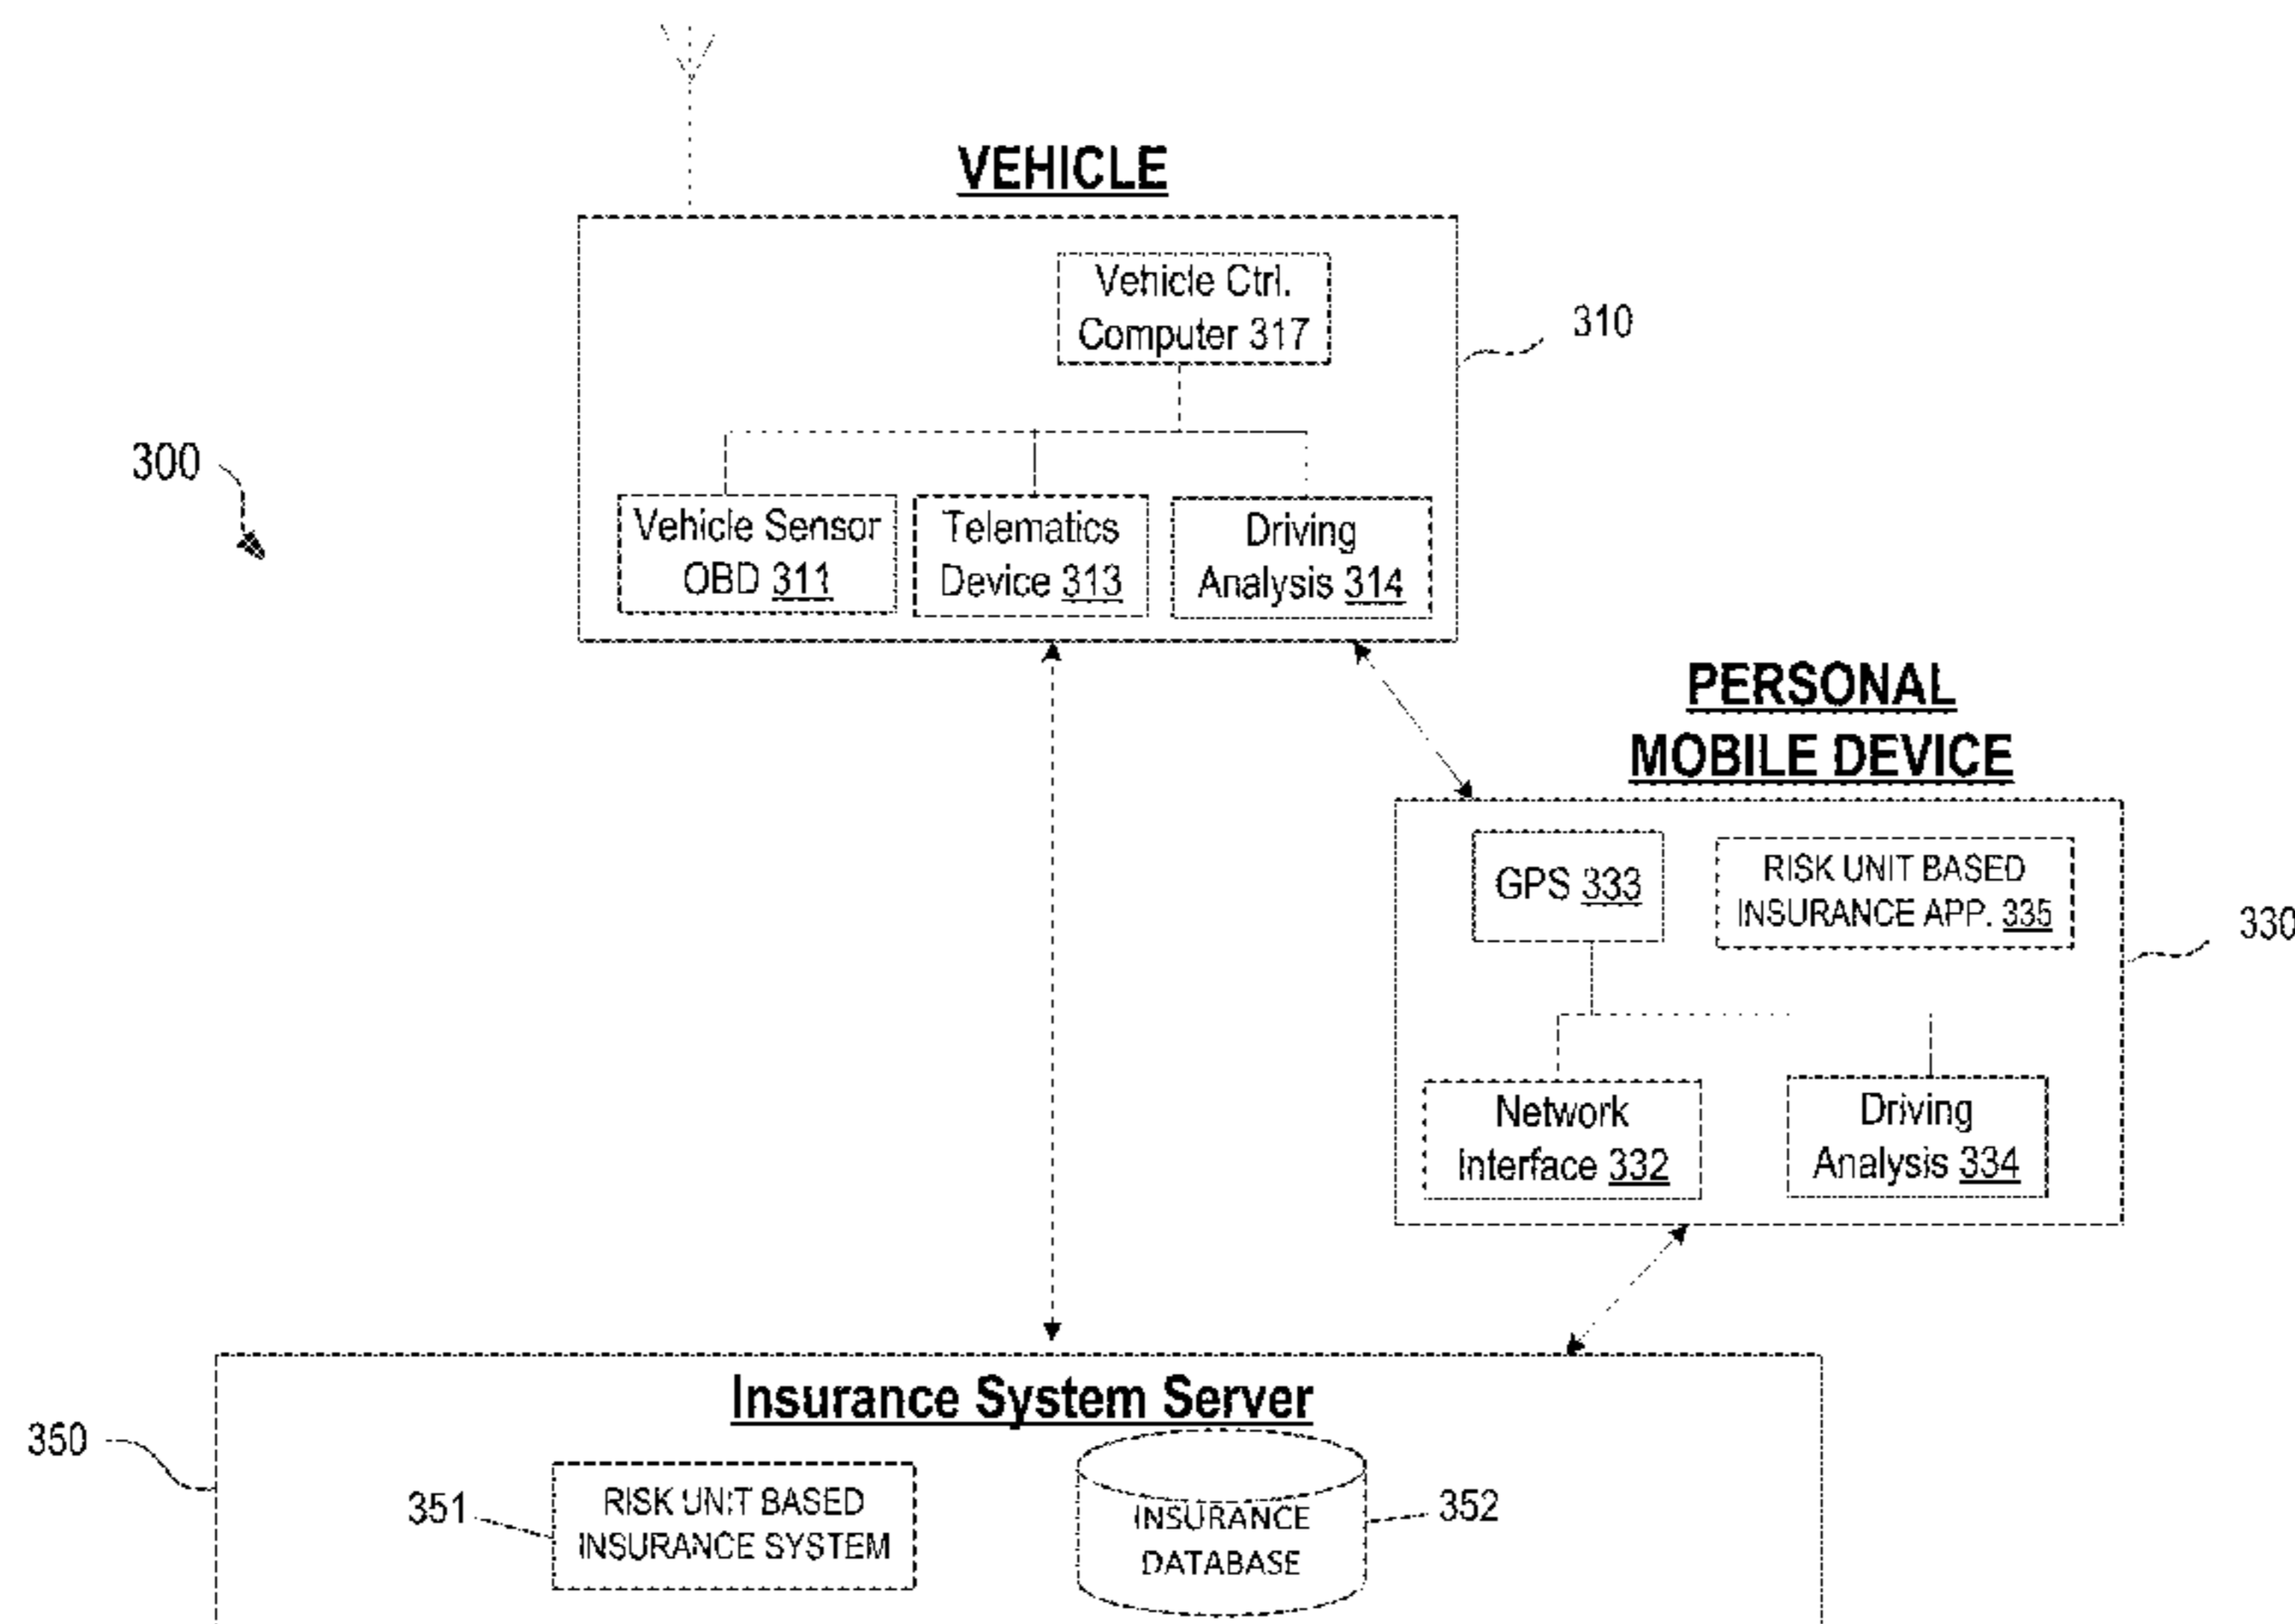 VEHICLE
Vehicle Ctrl.
Computer 317
310
300
Vehicle Sensor
OBD 311
Telematics
Device 313
Driving
Analysis 314
PERSONAL
MOBILE DEVICE
GPS 333
RISK UNIT BASED
INSURANCE APP. 335
330
Network
Interface 332
Driving
Analysis 334
Insurance System Server
350
351
RISK UNIT BASED
INSURANCE SYSTEM
INSURANCE
DATABASE
352